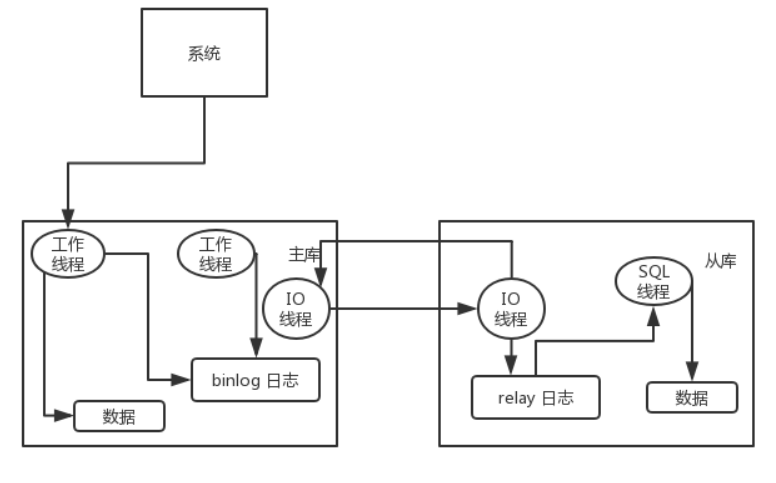 系统
工作
线程
工作
线程
主库
IO
线程
binlog 日志
数据
IO
线程
SQL
线程
从库
relay 日志
数据